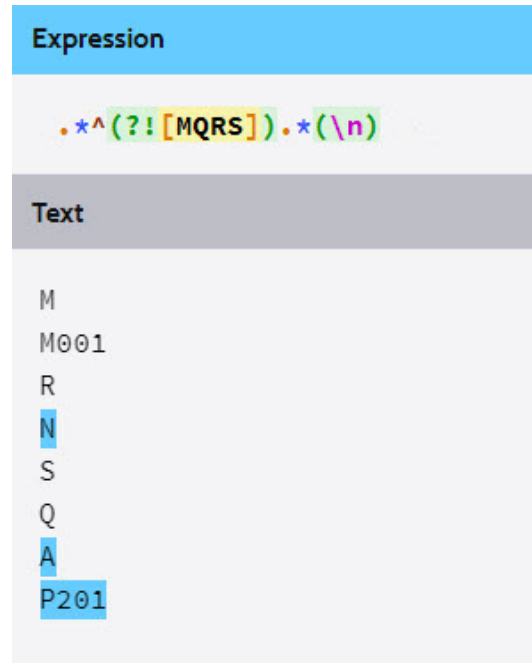 Expression
.*^(?![MQRS]).*(\n)
Text
M
M001
R
N
S
Q
A
P201